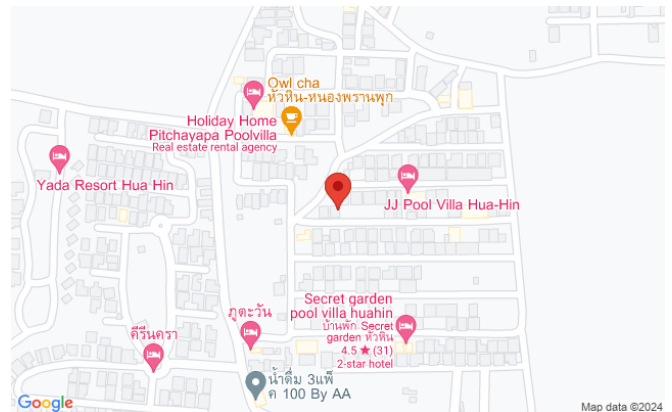 Owl cha
หัวหิน-หนองพรานพุก
Holiday Home
Pitchayapa Poolvilla
Real estate rental agency
Yada Resort Hua Hin
JJ Pool Villa Hua-Hin
Secret garden
pool villa huahin
บ้านพัก Secret
garden หัวหิน
4.5 ★ (31)
2-star hotel
ภูตะวัน
คีรีนครา
น้ำดื่ม 3แพ็
ค 100 By AA
Google
Map data ©2024